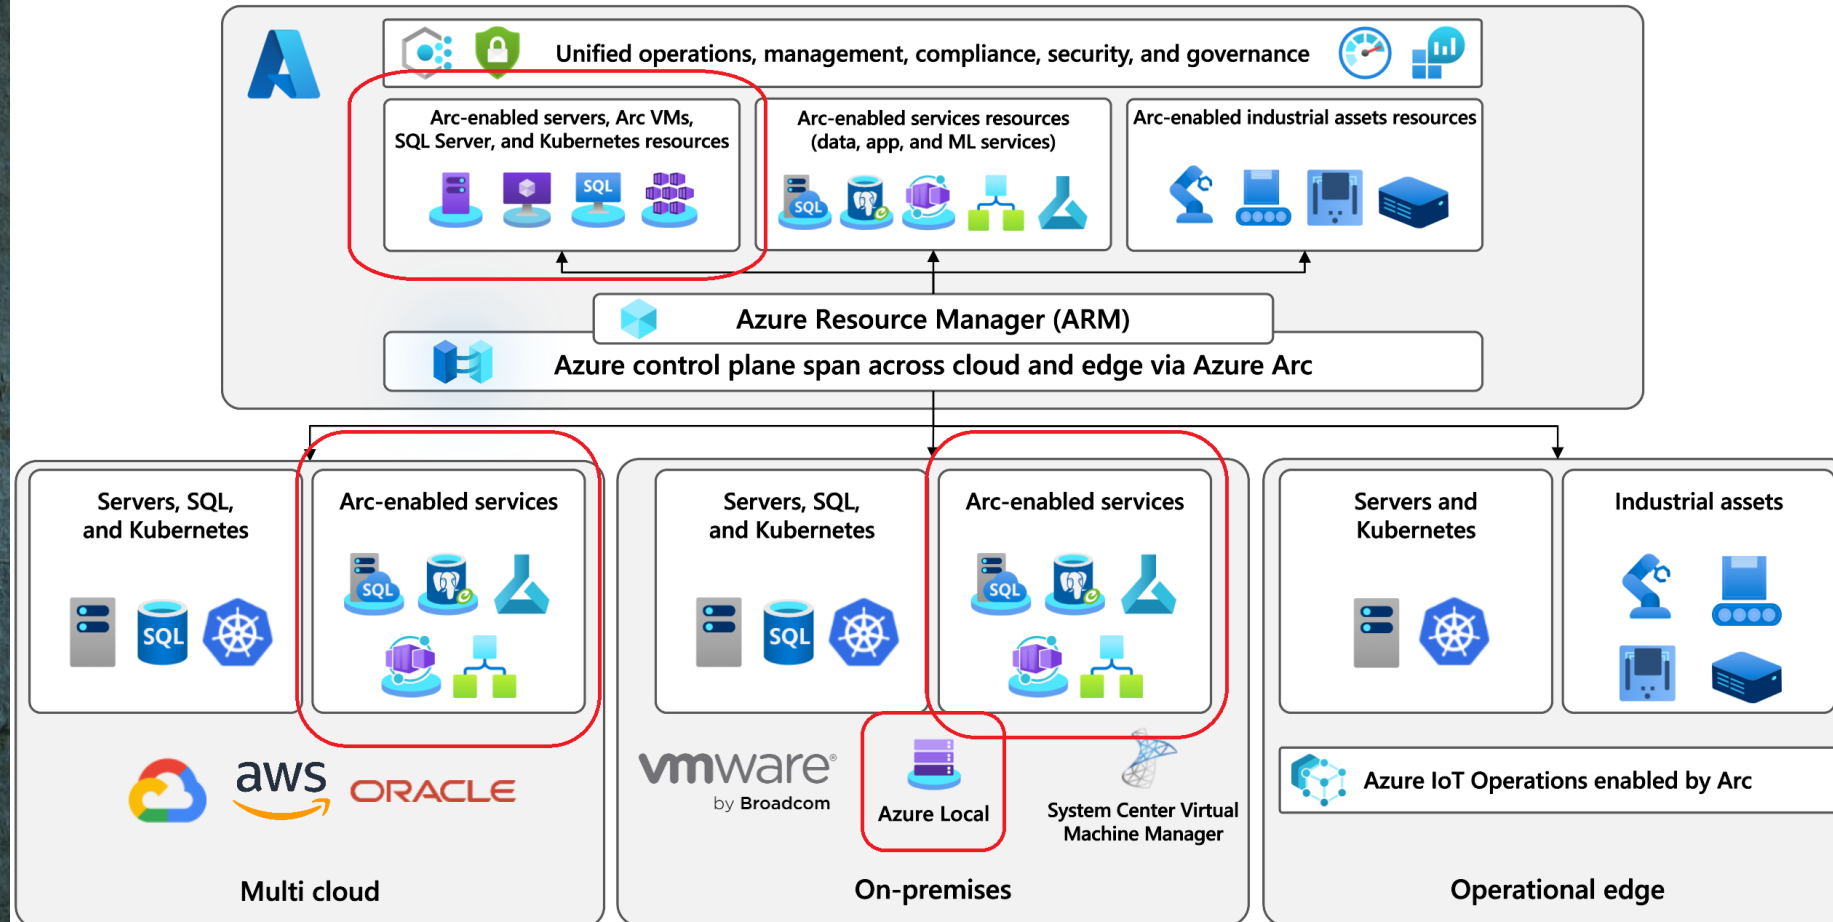 Unified operations, management, compliance, security, and governance
Arc-enabled servers, Arc VMs,
SQL Server, and Kubernetes resources
SQL
Arc-enabled services resources
(data, app, and ML services)
SQL
Arc-enabled industrial assets resources
Azure Resource Manager (ARM)
Azure control plane span across cloud and edge via Azure Arc
Servers, SQL,
and Kubernetes
SQL
Arc-enabled services
SQL
aws
ORACLE
Multi cloud
Servers, SQL,
and Kubernetes
SQL
Arc-enabled services
SQL
vmware®
by Broadcom
Azure Local
System Center Virtual
Machine Manager
On-premises
Servers and
Kubernetes
Industrial assets
Azure IoT Operations enabled by Arc
Operational edge